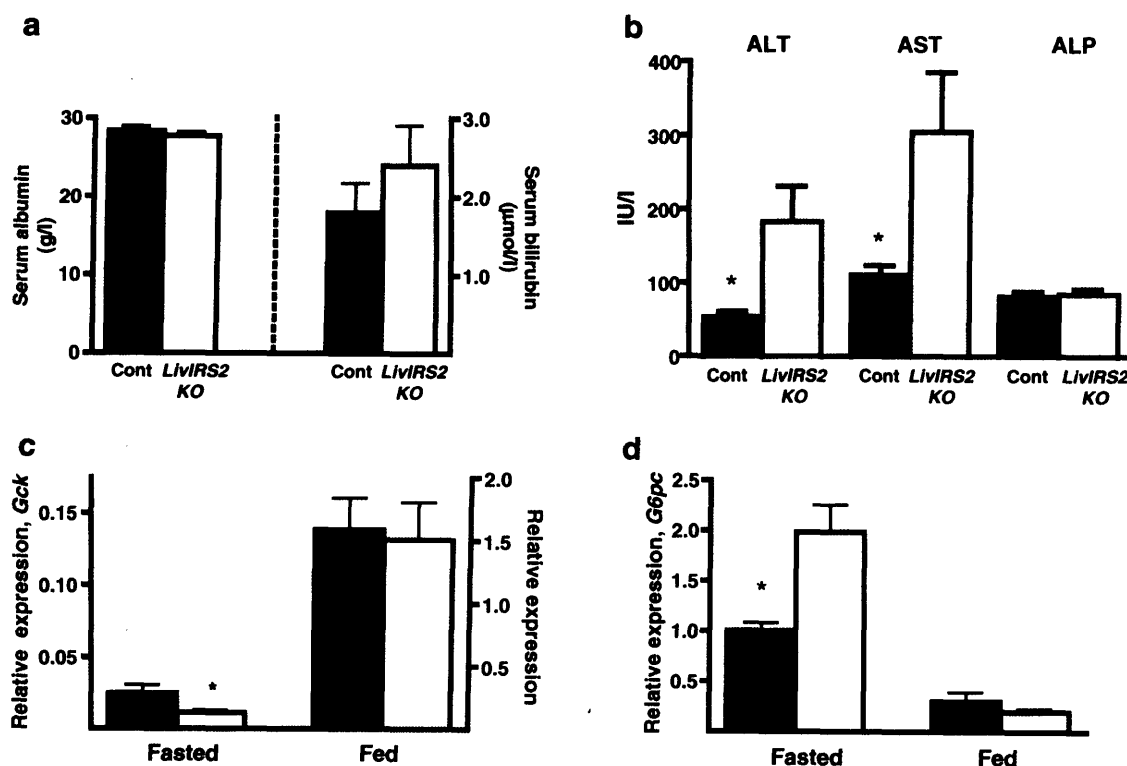 a
30
20
10
0
Serum albumin
(g/l)
3.0
2.0
1.0
Serum bilirubin
(μmol/l)
Cont LivIRS2
KO
Cont LivIRS2
KO
b
ALT AST ALP
400
300
200
100
0
IU/l
*
*
Cont LivIRS2
KO
Cont LivIRS2
KO
Cont LivIRS2
KO
c
Relative expression, Gck
0.15
0.10
0.05
2.0
1.5
1.0
0.5
Relative expression
*
Fasted Fed
d
Relative expression, G6pc
2.5
2.0
1.5
1.0
0.5
*
Fasted Fed